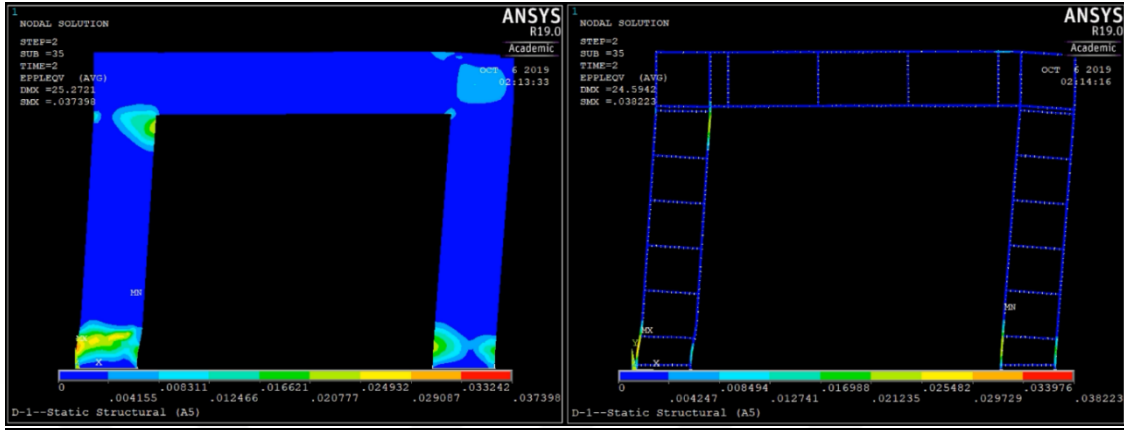 1
NODAL SOLUTION
STEP=2
SUB =35
TIME=2
EPPLEQV (AVG)
DMX=25.2721
SMX=.037398
ANSYS
R19.0
Academic
OCT 6 2019
02:13:33
MN
X
0 .008311 .016621 .024932 .033242
.004155 .012466 .020777 .029087 .037398
D-1--Static Structural (A5)
1
NODAL SOLUTION
STEP=2
SUB =35
TIME=2
EPPLEQV (AVG)
DMX=24.5942
SMX=.038223
ANSYS
R19.0
Academic
OCT 6 2019
02:14:16
MN
MX
Y
X
0 .008494 .016988 .025482 .033976
.004247 .012741 .021235 .029729 .038223
D-1--Static Structural (A5)